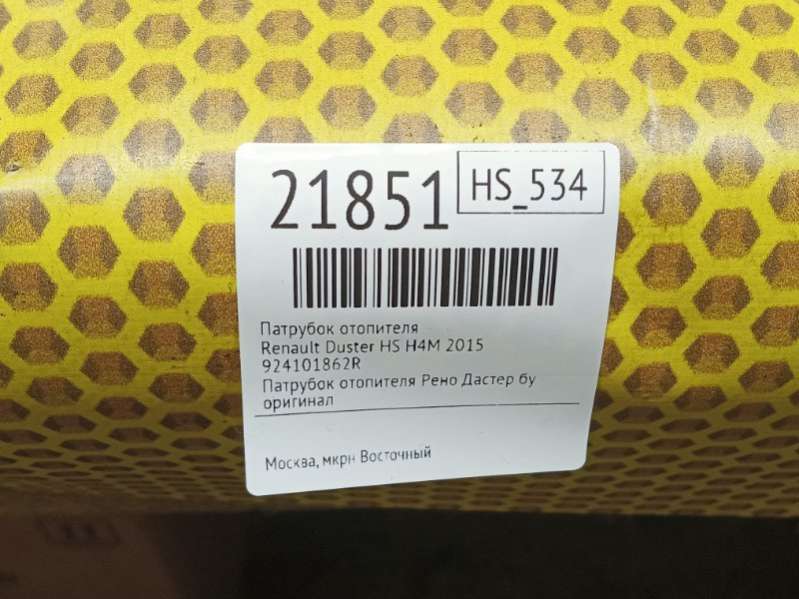 21851
HS_534
Патрубок отопителя
Renault Duster HS H4M 2015
924101862R
Патрубок отопителя Рено Дастер бу
оригинал
Москва, мкрн Восточный